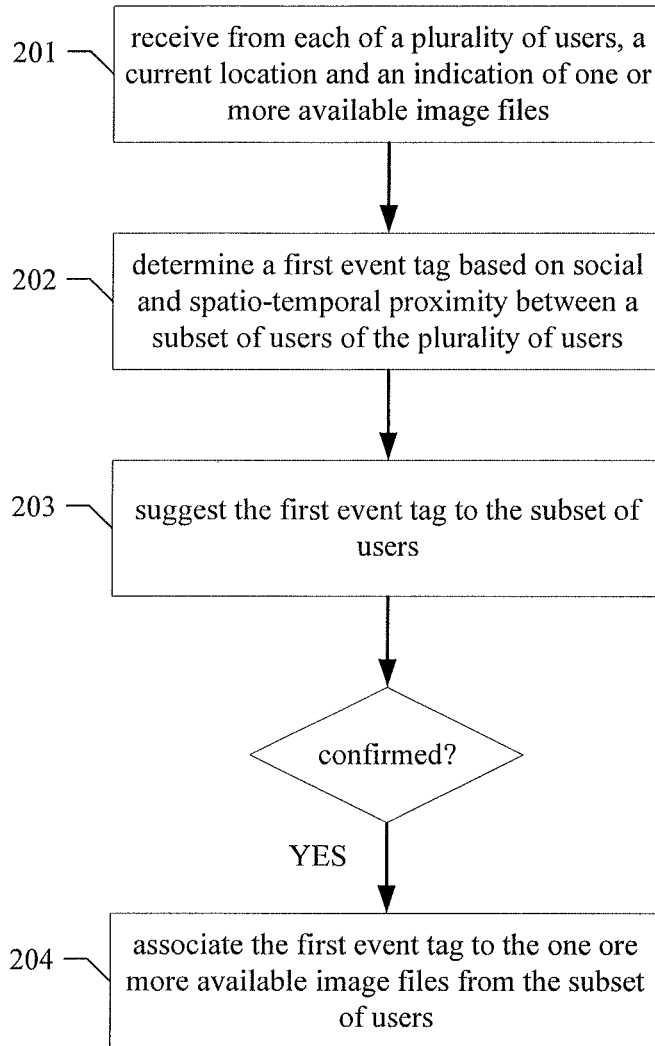 201
receive from each of a plurality of users, a
current location and an indication of one or
more available image files
202
determine a first event tag based on social
and spatio-temporal proximity between a
subset of users of the plurality of users
203
suggest the first event tag to the subset of
users
confirmed?
YES
204
associate the first event tag to the one ore
more available image files from the subset
of users